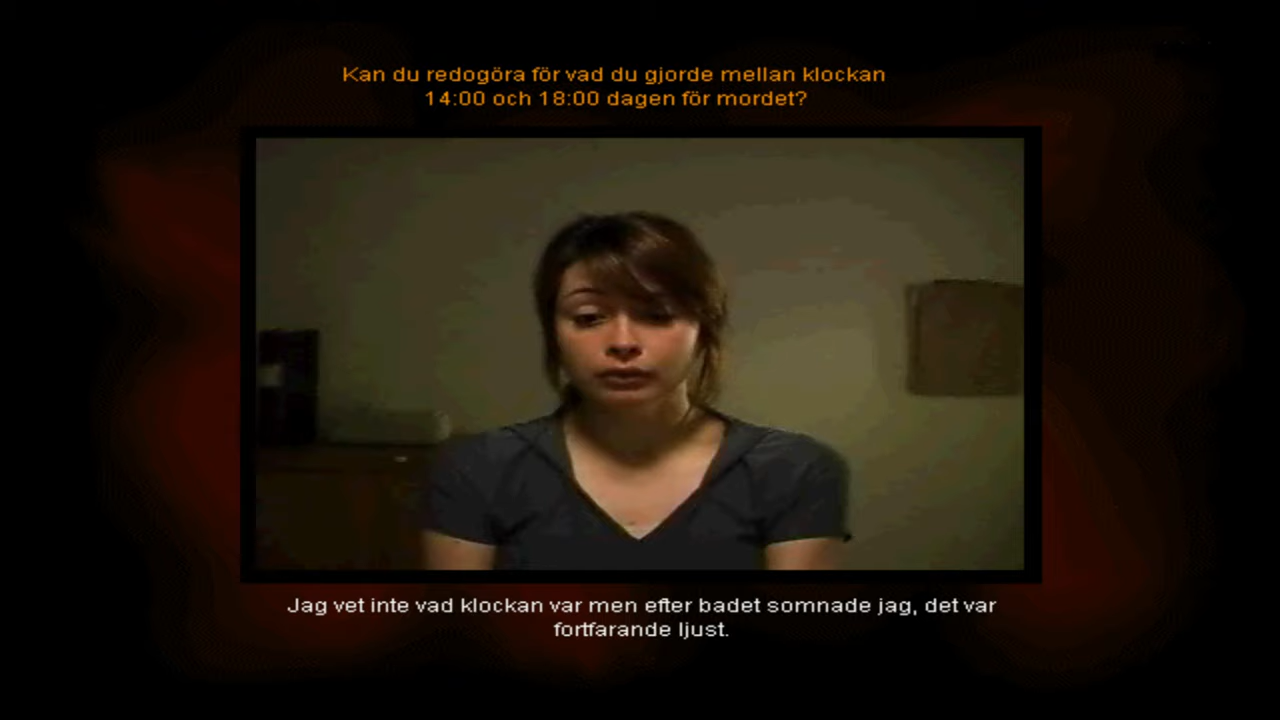 Kan du redogöra för vad du gjorde mellan klockan
14:00 och 18:00 dagen för mordet?
Jag vet inte vad klockan var men efter badet somnade jag, det var
fortfarande ljust.